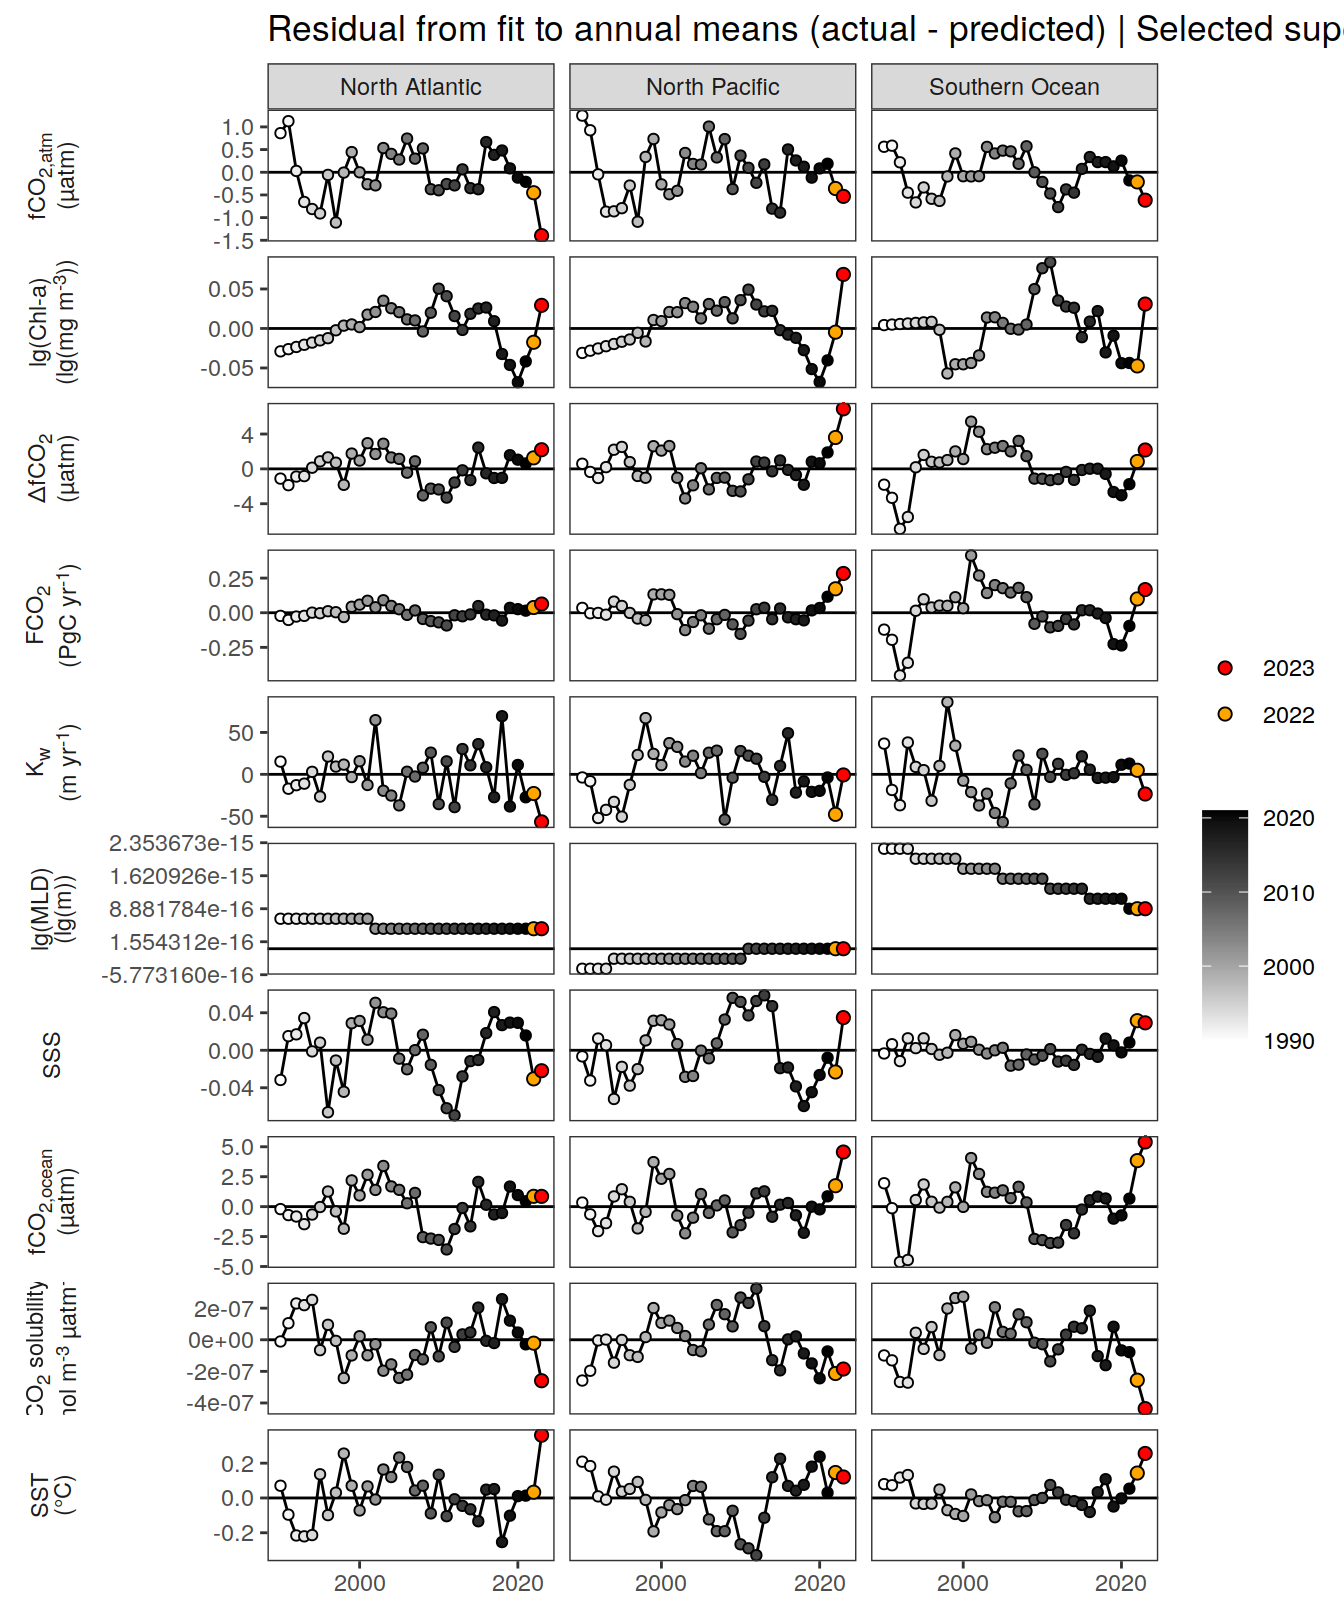 Residual from fit to annual means (actual - predicted) | Selected
North Atlantic
North Pacific
Southern Ocean
fCO2,atm
(µatm)
1.0
0.5
0.0
-0.5
-1.0
-1.5
lg(Chl-a)
(lg(mg m-3))
0.05
0.00
-0.05
ΔfCO2
(µatm)
4
0
-4
FCO2
(PgC yr-1)
0.25
0.00
-0.25
Kw
(m yr-1)
50
0
-50
lg(MLD)
(lg(m))
2.353673e-15
1.620926e-15
8.881784e-16
1.554312e-16
-5.773160e-16
SSS
0.04
0.00
-0.04
fCO2,ocean
(µatm)
5.0
2.5
0.0
-2.5
-5.0
CO2 solubility
m-3 µatm-
2e-07
0e+00
-2e-07
-4e-07
SST
(°C)
0.2
0.0
-0.2
2000
2020
2000
2020
2000
2020
2023
2022
2020
2010
2000
1990